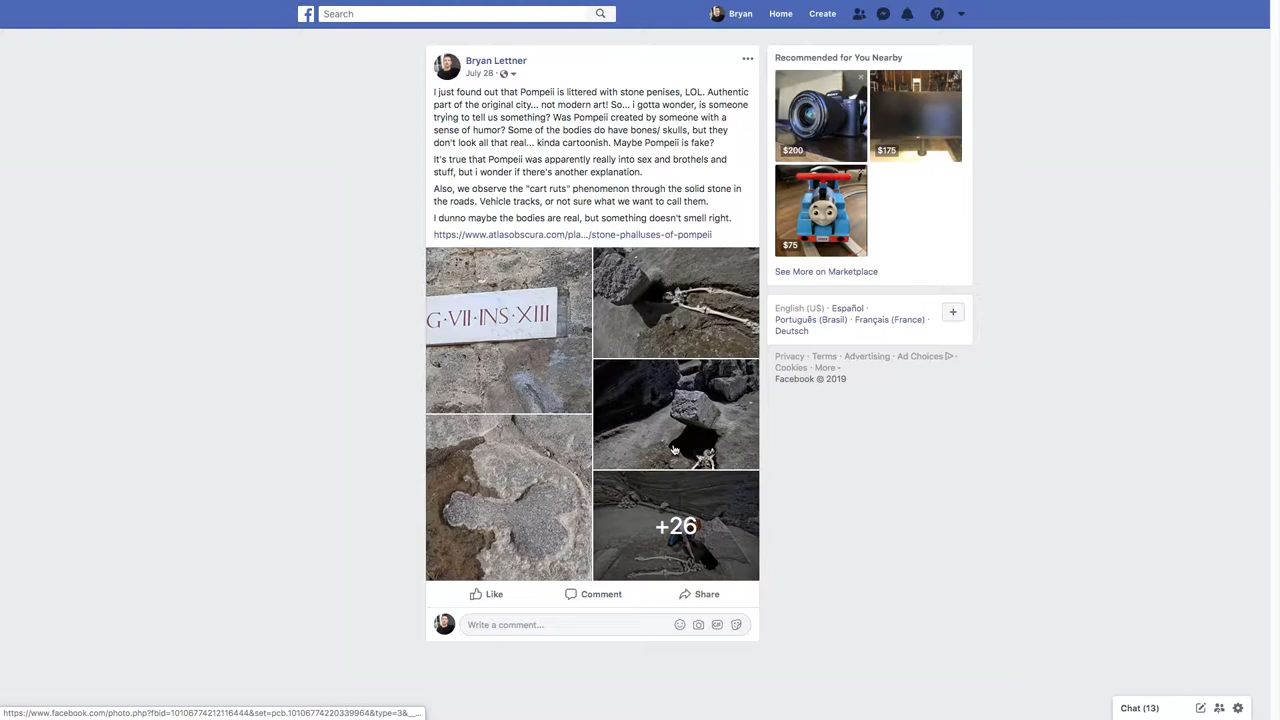 Search
Bryan
Home
Create
Bryan Lettner
July 28 ·
I just found out that Pompeii is littered with stone penises, LOL. Authentic
part of the original city... not modern art! So... i gotta wonder, is someone
trying to tell us something? Was Pompeii created by someone with a
sense of humor? Some of the bodies do have bones/ skulls, but they
don't look all that real... kinda cartoonish. Maybe Pompeii is fake?
It's true that Pompeii was apparently really into sex and brothels and
stuff, but i wonder if there's another explanation.
Also, we observe the "cart ruts" phenomenon through the solid stone in
the roads. Vehicle tracks, or not sure what we want to call them.
I dunno maybe the bodies are real, but something doesn't smell right.
https://www.atlasobscura.com/pla.../stone-phalluses-of-pompeii
G·VII·INS·XIII
+26
Like
Comment
Share
Write a comment...
Recommended for You Nearby
$200
$175
$75
See More on Marketplace
English (US) · Español ·
Português (Brasil) · Français (France) ·
Deutsch
Privacy · Terms · Advertising · Ad Choices ·
Cookies · More
Facebook © 2019
Chat (13)
https://www.facebook.com/photo.php?fbid=10106774212116444&set=pcb.10106774220339964&type=3&__...